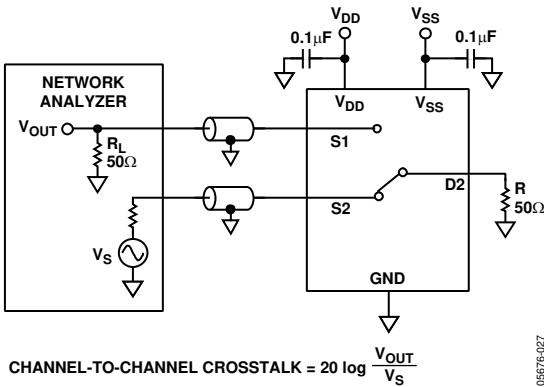 V_DD
V_SS
0.1µF
0.1µF
NETWORK
ANALYZER
V_OUT
R_L
50Ω
V_S
V_DD
V_SS
S1
S2
D2
R
50Ω
GND
CHANNEL-TO-CHANNEL CROSSTALK = 20 log V_OUT / V_S
05676-027